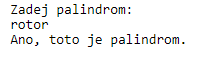 Zadej palindrom:
rotor
Ano, toto je palindrom.